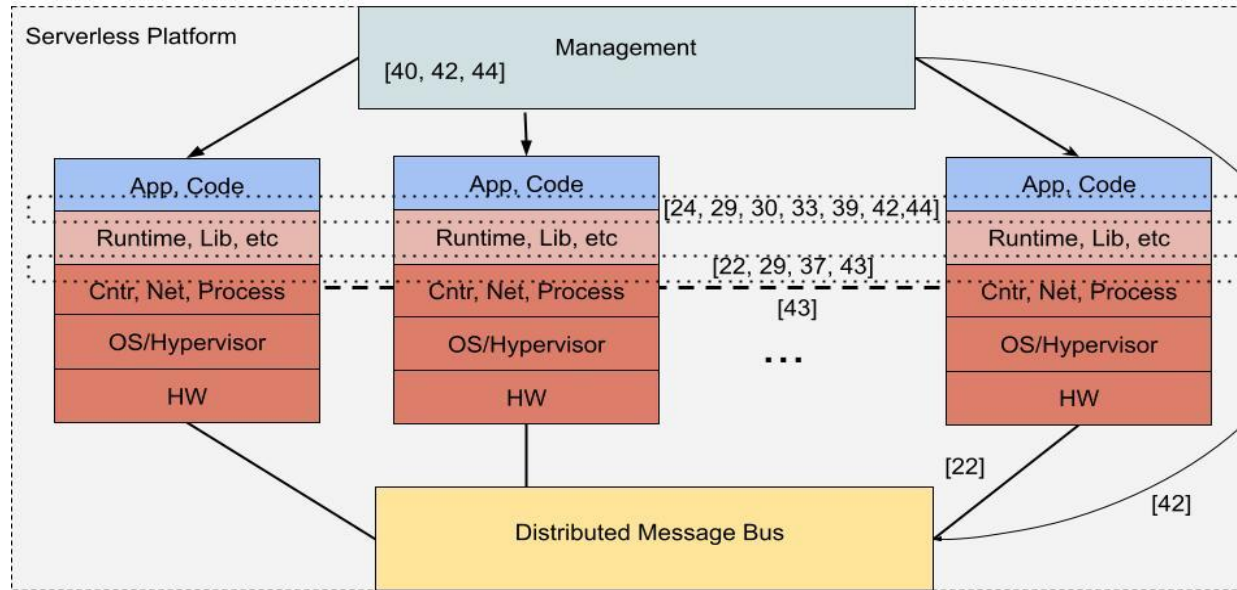 Serverless Platform
Management
[40, 42, 44]
App, Code
App, Code
App, Code
[24, 29, 30, 33, 39, 42,44]
Runtime, Lib, etc
Runtime, Lib, etc
Runtime, Lib, etc
[22, 29, 37, 43]
Cntr, Net, Process
Cntr, Net, Process
Cntr, Net, Process
[43]
OS/Hypervisor
OS/Hypervisor
OS/Hypervisor
...
HW
HW
HW
[22]
[42]
Distributed Message Bus